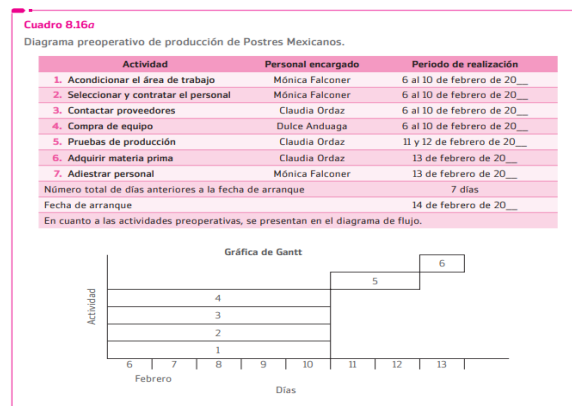 Cuadro 8.16a
Diagrama preoperativo de producción de Postres Mexicanos.
Actividad Personal encargado Periodo de realización
1. Acondicionar el área de trabajo Mónica Falconer 6 al 10 de febrero de 20__
2. Seleccionar y contratar el personal Mónica Falconer 6 al 10 de febrero de 20__
3. Contactar proveedores Claudia Ordaz 6 al 10 de febrero de 20__
4. Compra de equipo Dulce Anduaga 6 al 10 de febrero de 20__
5. Pruebas de producción Claudia Ordaz 11 y 12 de febrero de 20__
6. Adquirir materia prima Claudia Ordaz 13 de febrero de 20__
7. Adiestrar personal Mónica Falconer 13 de febrero de 20__
Número total de días anteriores a la fecha de arranque 7 días
Fecha de arranque 14 de febrero de 20__
En cuanto a las actividades preoperativas, se presentan en el diagrama de flujo.
Gráfica de Gantt
6
5
4
3
2
1
Actividad
6 7 8 9 10 11 12 13
Febrero
Días